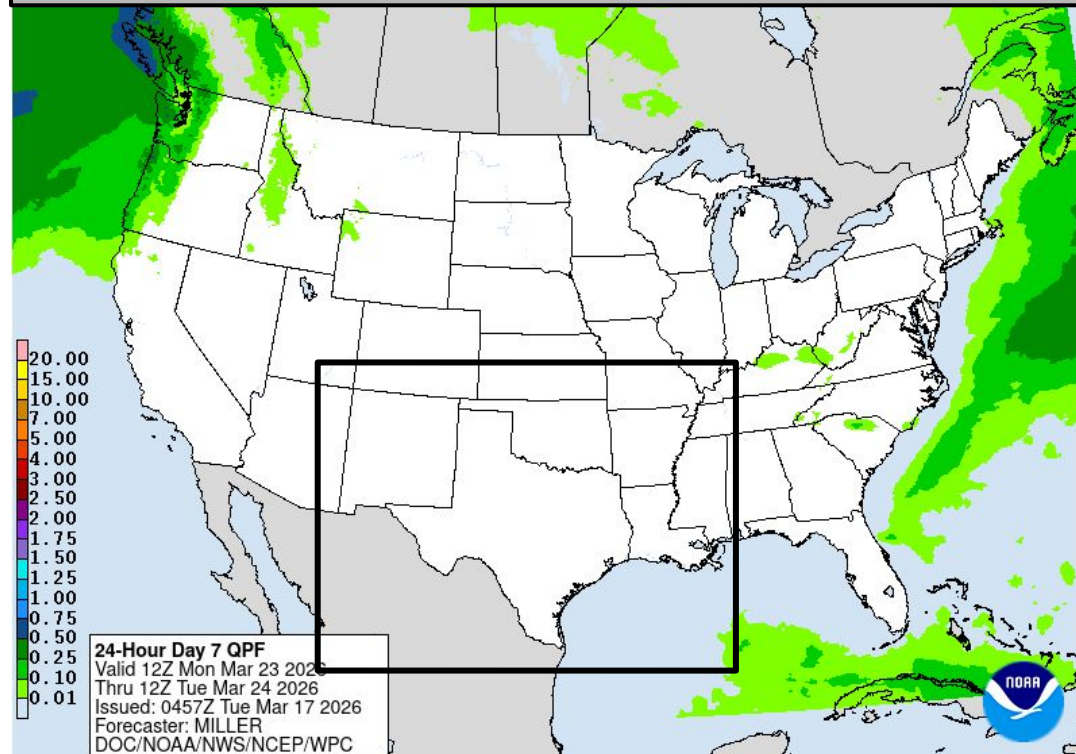 20.00
15.00
10.00
7.00
5.00
4.00
3.00
2.50
2.00
1.75
1.50
1.25
1.00
0.75
0.50
0.25
0.10
0.01
24-Hour Day 7 QPF
Valid 12Z Mon Mar 23 2026
Thru 12Z Tue Mar 24 2026
Issued: 0457Z Tue Mar 17 2026
Forecaster: MILLER
DOC/NOAA/NWS/NCEP/WPC
NOAA